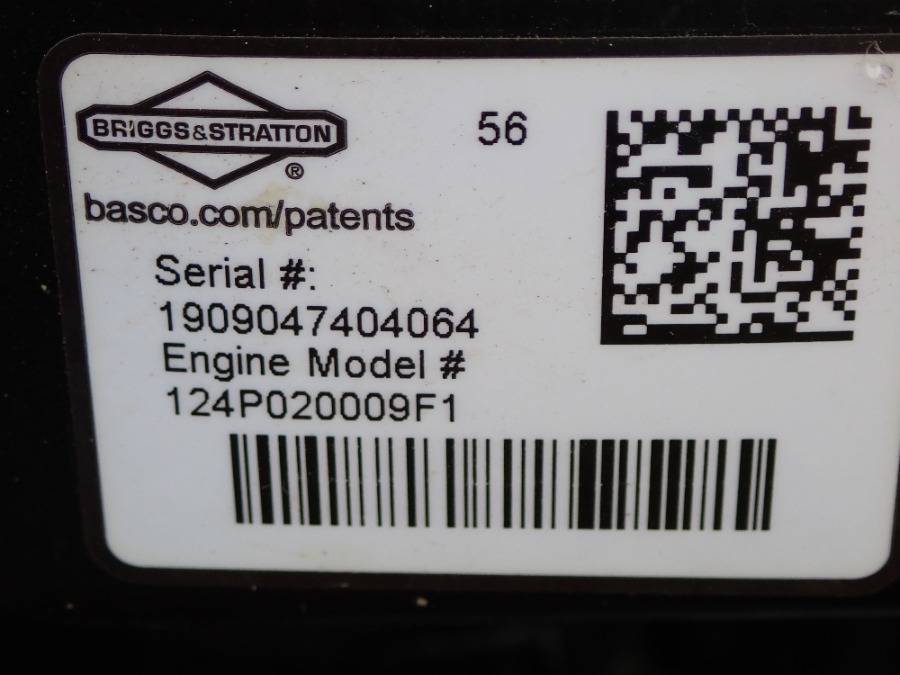 BRIGGS&STRATTON
®
56
basco.com/patents
Serial #:
1909047404064
Engine Model #
124P020009F1